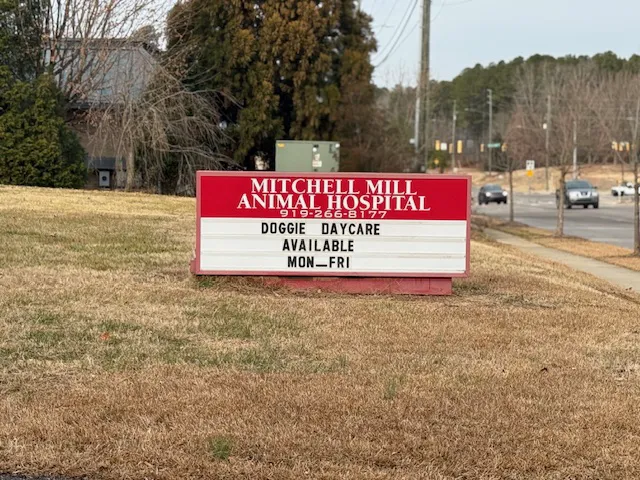 MITCHELL MILL
ANIMAL HOSPITAL
919-266-8177
DOGGIE DAYCARE
AVAILABLE
MON—FRI